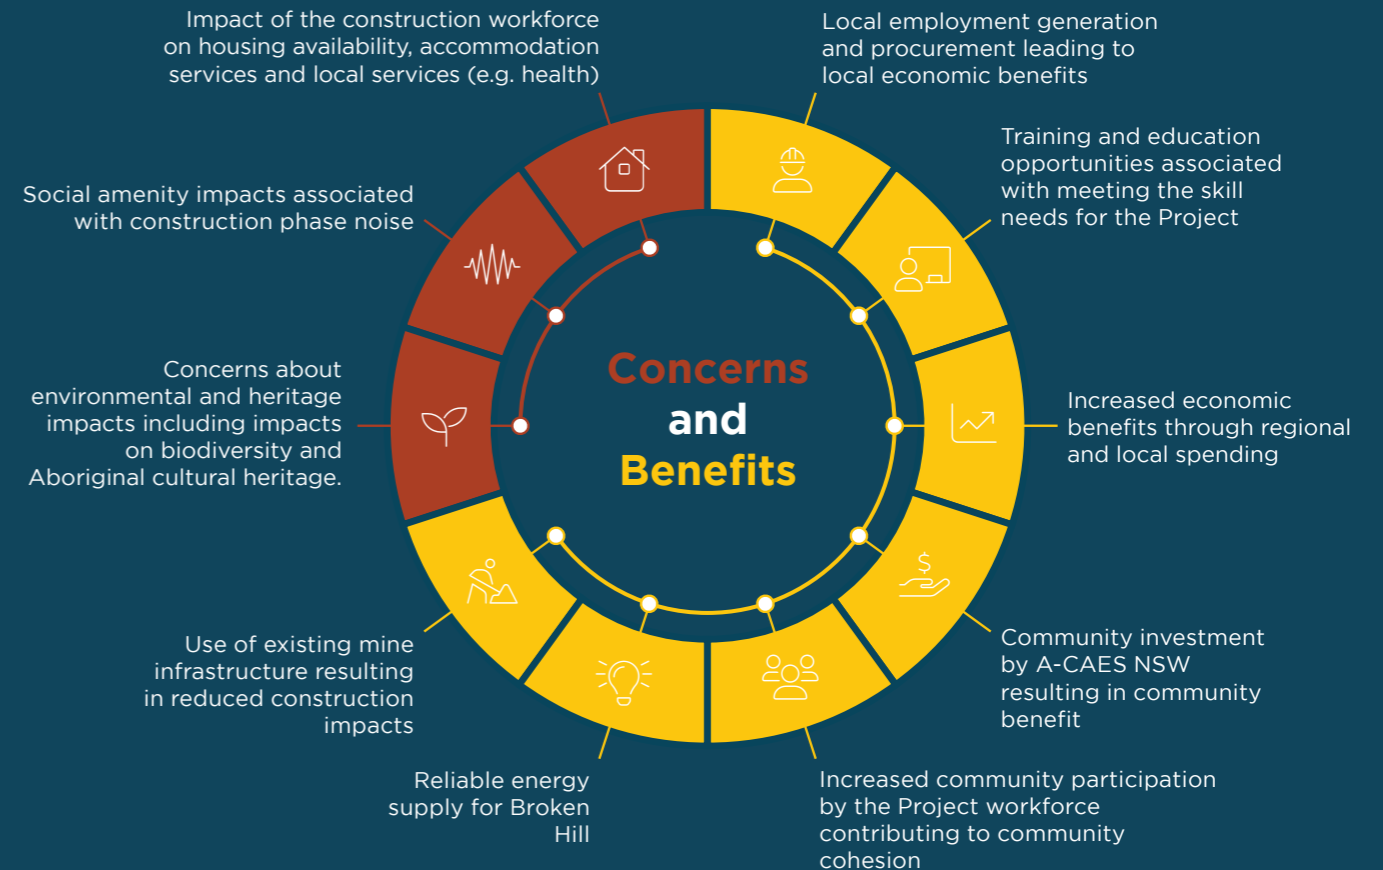 Impact of the construction workforce
on housing availability, accommodation
services and local services (e.g. health)
Local employment generation
and procurement leading to
local economic benefits
Training and education
opportunities associated
with meeting the skill
needs for the Project
Social amenity impacts associated
with construction phase noise
Concerns
and
Benefits
Concerns about
environmental and heritage
impacts including impacts
on biodiversity and
Aboriginal cultural heritage.
Increased economic
benefits through regional
and local spending
Use of existing mine
infrastructure resulting
in reduced construction
impacts
Community investment
by A-CAES NSW
resulting in community
benefit
Reliable energy
supply for Broken
Hill
Increased community participation
by the Project workforce
contributing to community
cohesion